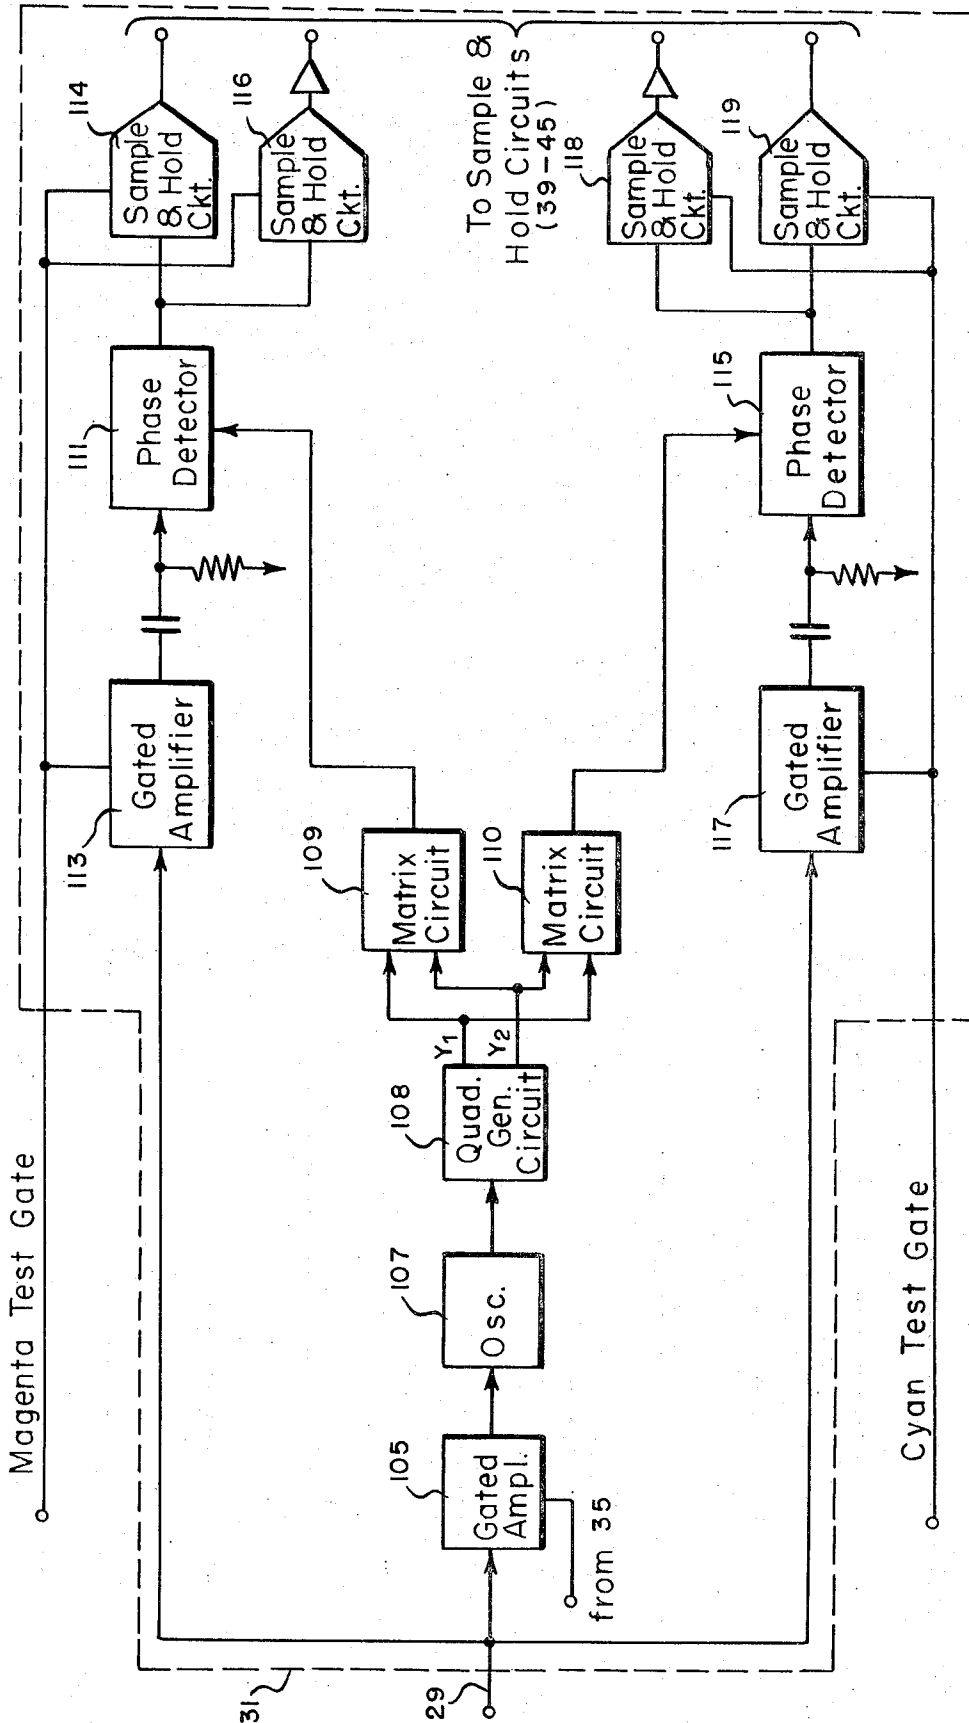 Magenta Test Gate
31
29
113
Gated
Amplifier
111
Phase
Detector
114
Sample
& Hold
Ckt.
116
Sample
& Hold
Ckt.
105
Gated
Ampl.
from 35
107
Osc.
108
Quad.
Gen.
Circuit
Y1
Y2
109
Matrix
Circuit
110
Matrix
Circuit
To Sample &
Hold Circuits
(39-45)
118
Sample
& Hold
Ckt.
117
Gated
Amplifier
115
Phase
Detector
119
Sample
& Hold
Ckt.
Cyan Test Gate